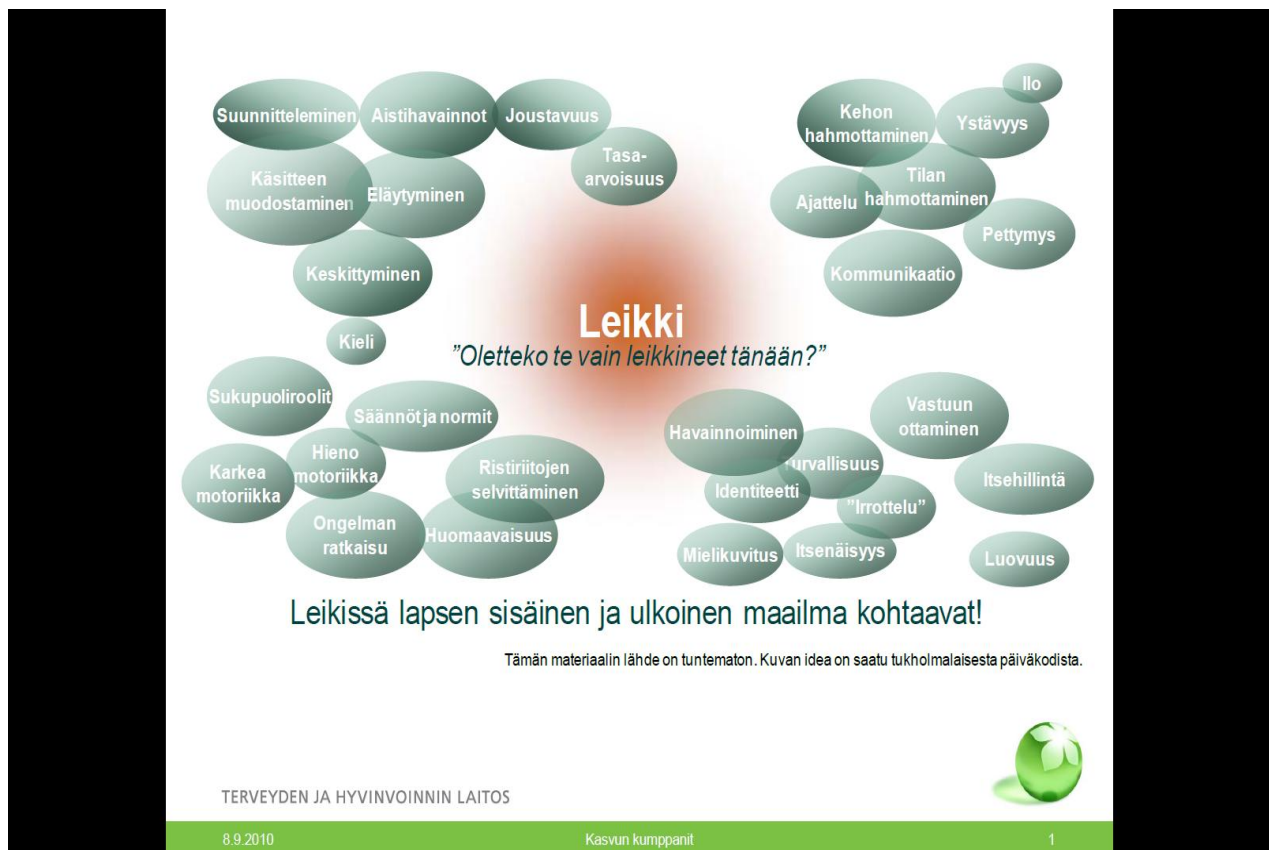 Suunnitteleminen
Aistihavainnot
Joustavuus
Tasa-
arvoisuus
Käsitteen
muodostaminen
Eläytyminen
Keskittyminen
Kieli
Ilo
Kehon
hahmottaminen
Ystävyys
Tilan
hahmottaminen
Ajattelu
Pettymys
Kommunikaatio
Leikki
”Oletteko te vain leikkineet tänään?”
Sukupuoliroolit
Säännöt ja normit
Hieno
motoriikka
Karkea
motoriikka
Ristiriitojen
selvittäminen
Ongelman
ratkaisu
Huomaavaisuus
Havainnoiminen
Turvallisuus
Identiteetti
”Irrottelu”
Mielikuvitus
Itsenäisyys
Vastuun
ottaminen
Itsehillintä
Luovuus
Leikissä lapsen sisäinen ja ulkoinen maailma kohtaavat!
Tämän materiaalin lähde on tuntematon. Kuvan idea on saatu tukholmalaisesta päiväkodista.
TERVEYDEN JA HYVINVOINNIN LAITOS
8.9.2010
Kasvun kumppanit
1